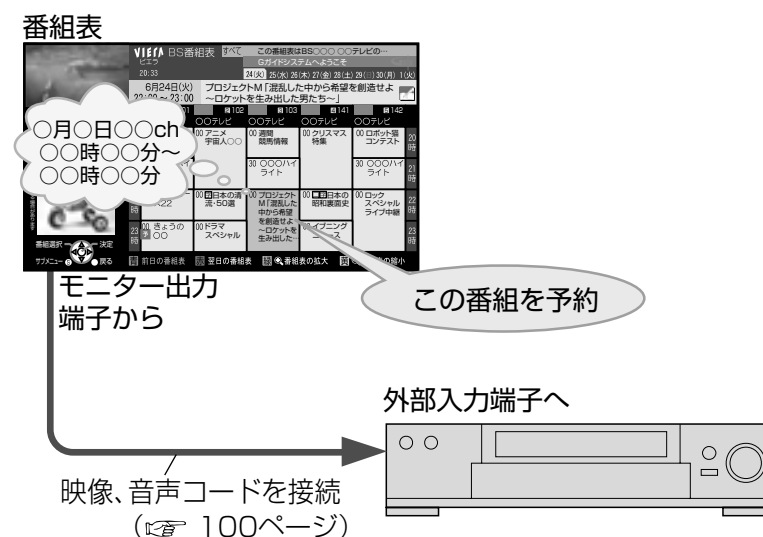 番組表
VIErA BS番組表 すべて この番組表はBS○○○ ○○テレビの…
ビエラ Gガイドシステムへようこそ
20:33 24(火) 25(水) 26(木) 27(金) 28(土) 29(日) 30(月) 1(火)
6月24日(火) プロジェクトM「混乱した中から希望を創造せよ
22:00~23:00 ~ロケットを生み出した男たち~」
102 103 141 142
○○テレビ ○○テレビ ○○テレビ ○○テレビ
○月○日○○ch
○○時○○分~
○○時○○分
00 アニメ 宇宙人○○
00 週間 競馬情報
00 クリスマス 特集
00 ロボット猫 コンテスト
20時
30 ○○○ハイライト
30 ○○○ハイライト
21時
00 日本の清流・50選
00 プロジェクトM「混乱した中から希望を創造せよ~ロケットを生み出した…
00 日本の昭和裏面史
00 ロック スペシャル ライブ中継
22時
23時
00 きょうの○○
00 ドラマ スペシャル
00 イブニング
23時
番組選択 決定
サブメニュー 戻る
前日の番組表 翌日の番組表 番組表の拡大
この番組を予約
モニター出力
端子から
外部入力端子へ
映像、音声コードを接続
(☞ 100ページ)